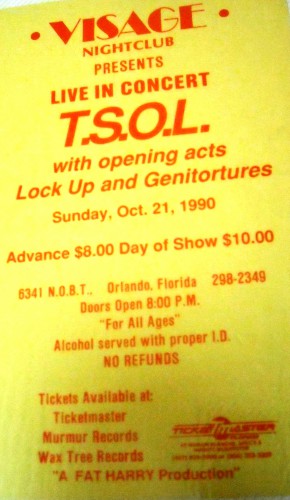 • VISAGE •
NIGHTCLUB
PRESENTS
LIVE IN CONCERT
T.S.O.L.
with opening acts
Lock Up and Genitortures
Sunday, Oct. 21, 1990
Advance $8.00 Day of Show $10.00
6341 N.O.B.T., Orlando, Florida 298-2349
Doors Open 8:00 P.M.
"For All Ages"
Alcohol served with proper I.D.
NO REFUNDS
Tickets Available at:
Ticketmaster
Murmur Records
Wax Tree Records
TICKETMASTER
"A FAT HARRY Production"